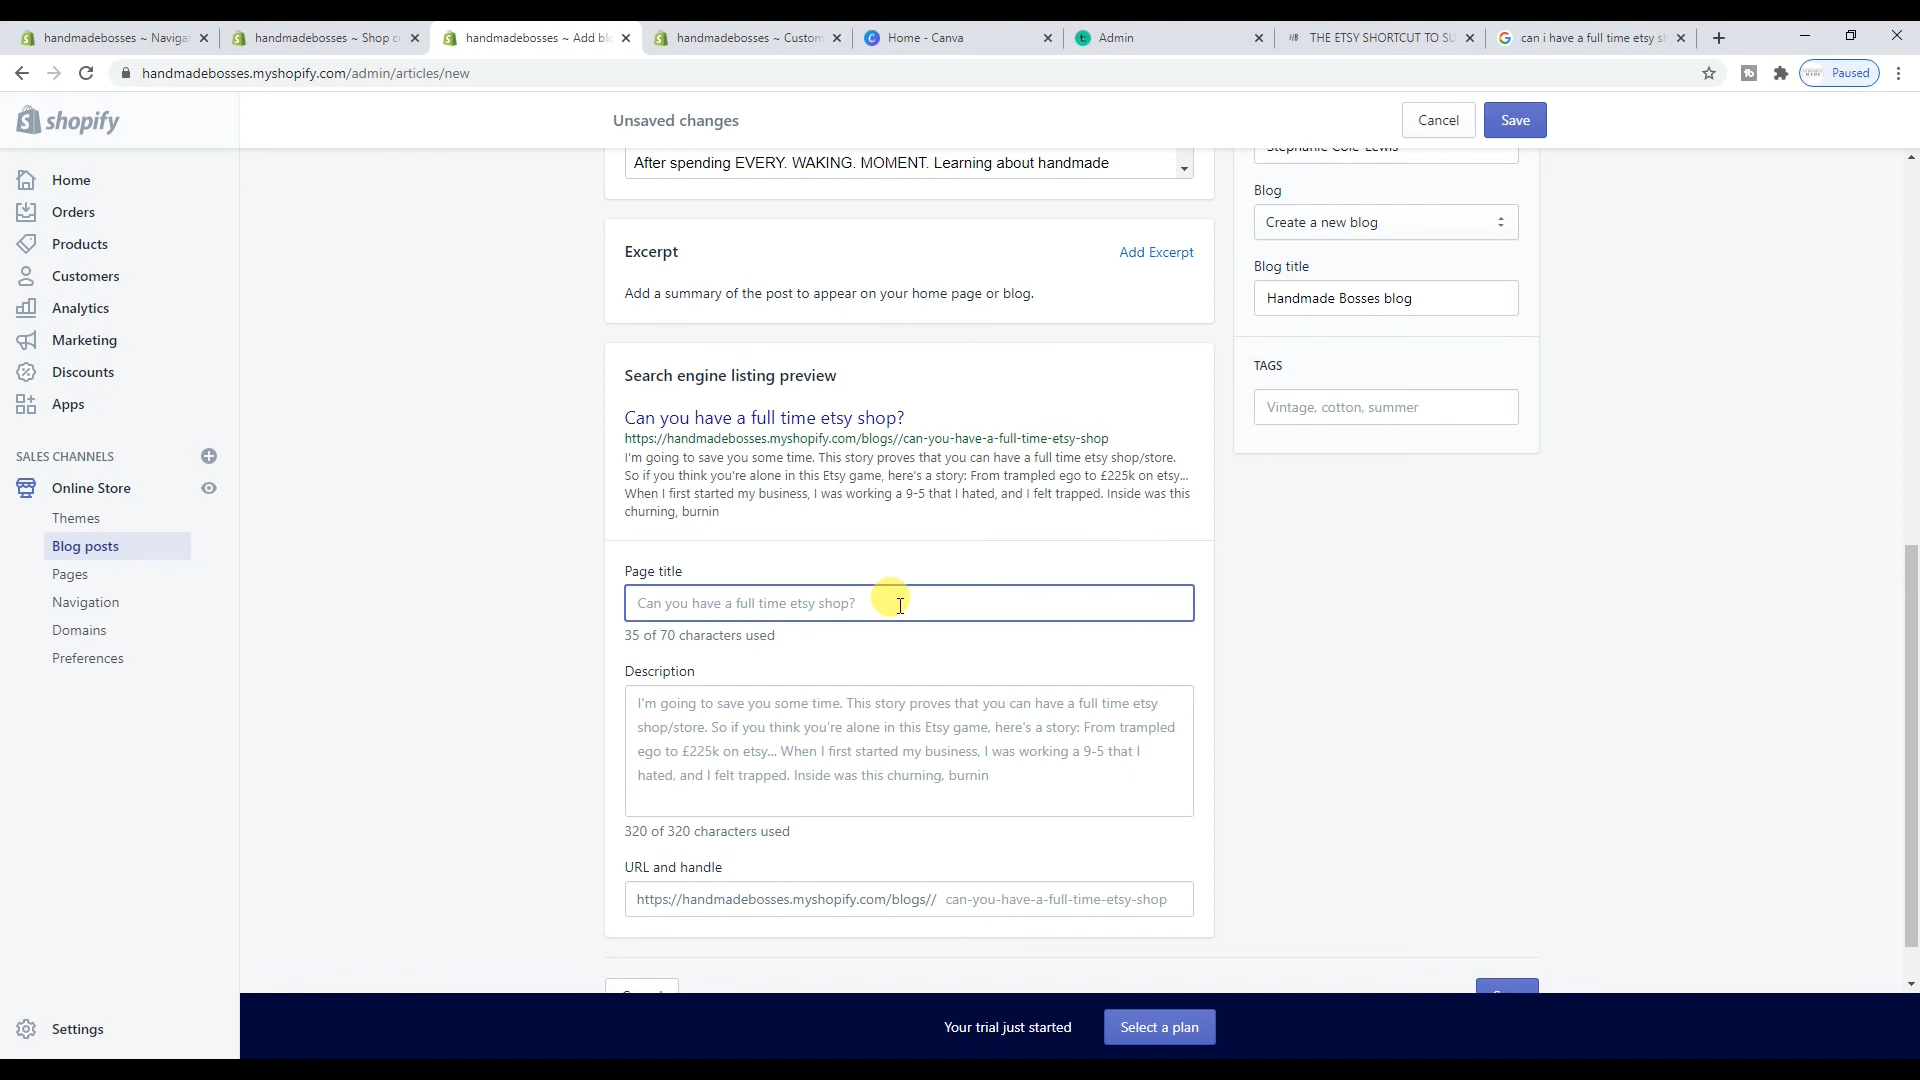 handmadebosses ~ Naviga
handmadebosses ~ Shop c
handmadebosses ~ Add bl
handmadebosses ~ Custom
Home - Canva
Admin
THE ETSY SHORTCUT TO SU
can i have a full time etsy sh
handmadebosses.myshopify.com/admin/articles/new
Paused
shopify
Unsaved changes
Cancel
Save
Home
Orders
Products
Customers
Analytics
Marketing
Discounts
Apps
SALES CHANNELS
Online Store
Themes
Blog posts
Pages
Navigation
Domains
Preferences
Settings
After spending EVERY. WAKING. MOMENT. Learning about handmade
Excerpt
Add Excerpt
Add a summary of the post to appear on your home page or blog.
Search engine listing preview
Can you have a full time etsy shop?
https://handmadebosses.myshopify.com/blogs//can-you-have-a-full-time-etsy-shop
I'm going to save you some time. This story proves that you can have a full time etsy shop/store.
So if you think you're alone in this Etsy game, here's a story: From trampled ego to £225k on etsy...
When I first started my business, I was working a 9-5 that I hated, and I felt trapped. Inside was this
churning, burnin
Page title
Can you have a full time etsy shop?
35 of 70 characters used
Description
I'm going to save you some time. This story proves that you can have a full time etsy
shop/store. So if you think you're alone in this Etsy game, here's a story: From trampled
ego to £225k on etsy... When I first started my business, I was working a 9-5 that I
hated, and I felt trapped. Inside was this churning, burnin
320 of 320 characters used
URL and handle
https://handmadebosses.myshopify.com/blogs// can-you-have-a-full-time-etsy-shop
Stephanie Cole-Lewis
Blog
Create a new blog
Blog title
Handmade Bosses blog
TAGS
Vintage, cotton, summer
Your trial just started
Select a plan